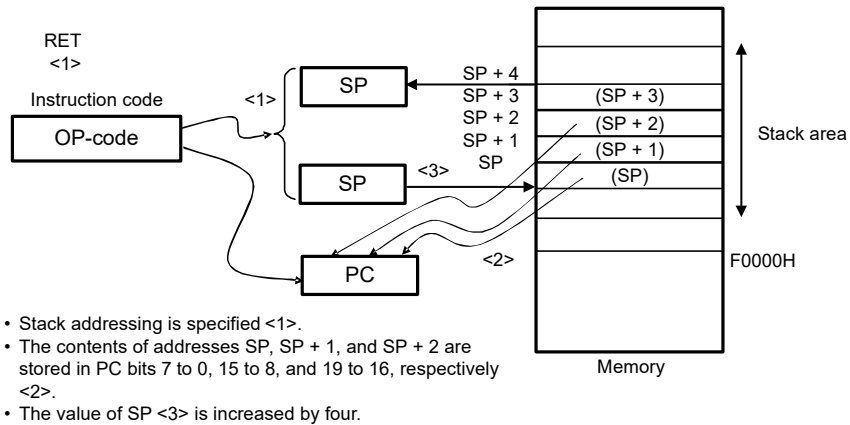 RET
<1>
Instruction code
OP-code
<1>
SP
SP
<3>
PC
<2>
SP + 4
SP + 3
SP + 2
SP + 1
SP
(SP + 3)
(SP + 2)
(SP + 1)
(SP)
Stack area
F0000H
Memory
• Stack addressing is specified <1>.
• The contents of addresses SP, SP + 1, and SP + 2 are
stored in PC bits 7 to 0, 15 to 8, and 19 to 16, respectively
<2>.
• The value of SP <3> is increased by four.